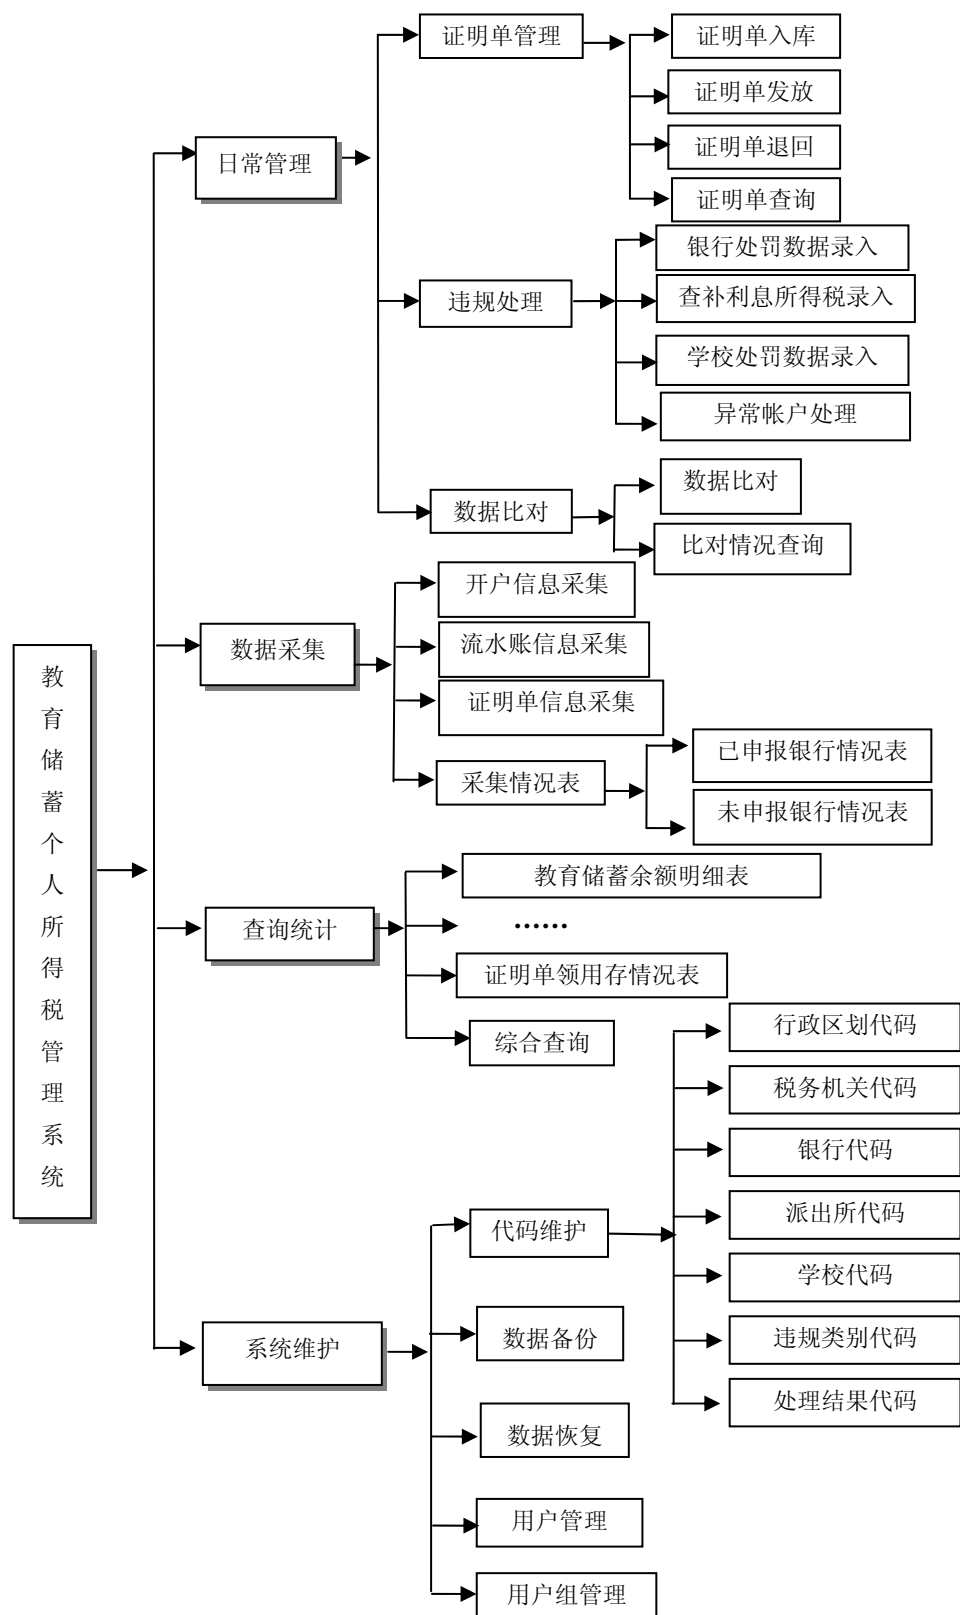 教育储蓄个人所得税管理系统
日常管理
证明单管理
证明单入库
证明单发放
证明单退回
证明单查询
违规处理
银行处罚数据录入
查补利息所得税录入
学校处罚数据录入
异常帐户处理
数据比对
数据比对
比对情况查询
数据采集
开户信息采集
流水账信息采集
证明单信息采集
采集情况表
已申报银行情况表
未申报银行情况表
查询统计
教育储蓄余额明细表
……
证明单领用存情况表
综合查询
系统维护
代码维护
行政区划代码
税务机关代码
银行代码
派出所代码
学校代码
违规类别代码
处理结果代码
数据备份
数据恢复
用户管理
用户组管理